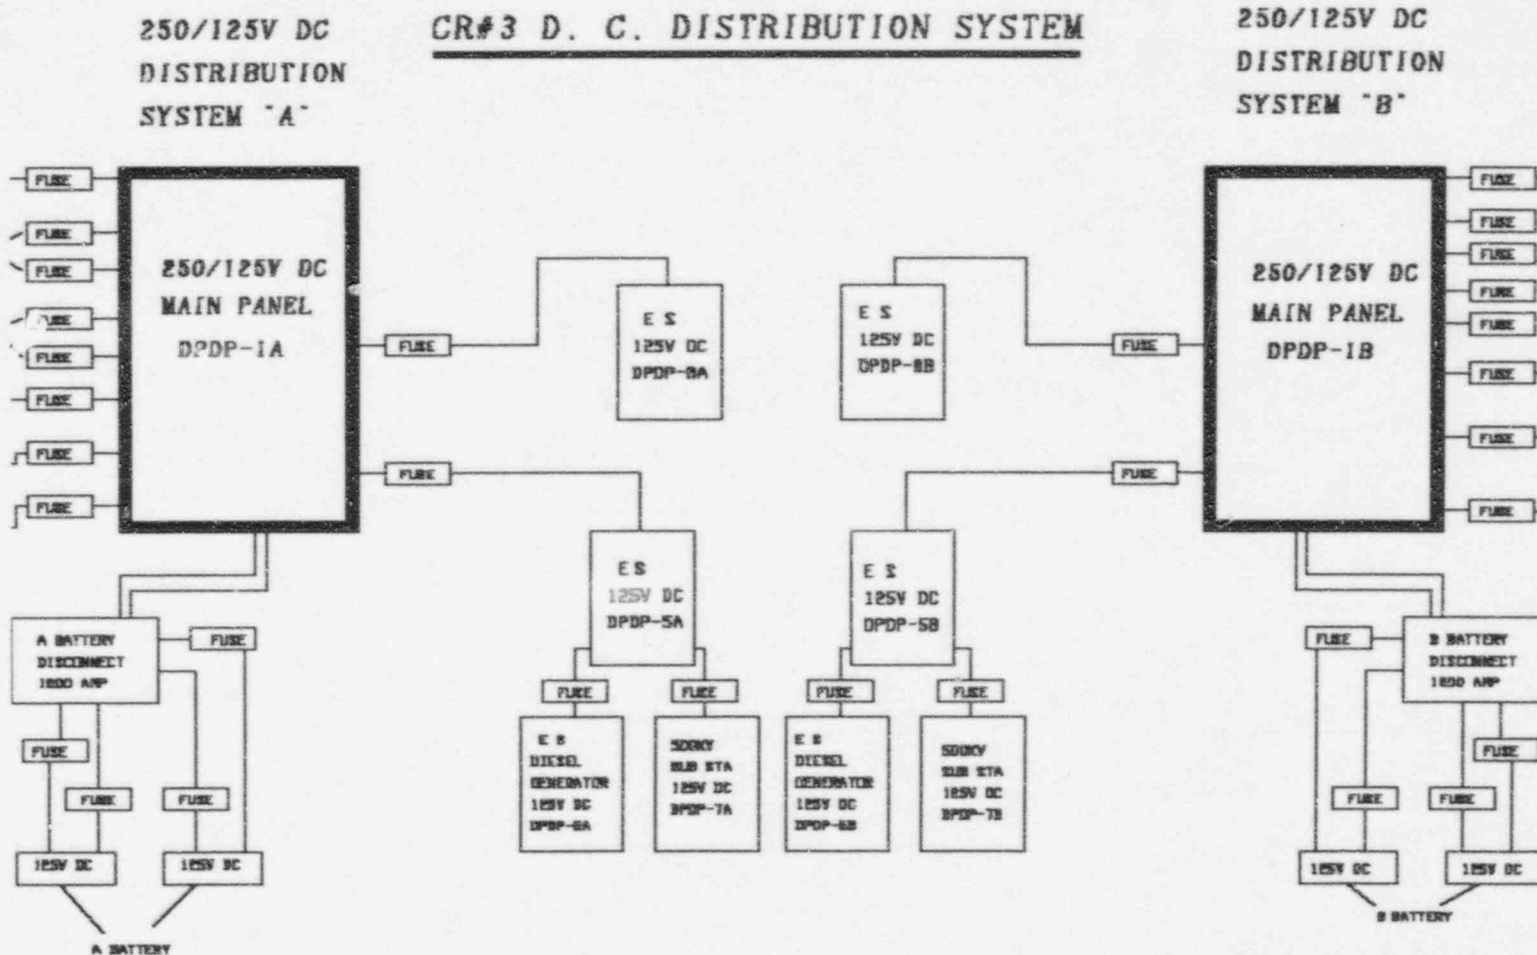 250/125V DC
DISTRIBUTION
SYSTEM "A"
CR#3 D. C. DISTRIBUTION SYSTEM
250/125V DC
DISTRIBUTION
SYSTEM "B"
FUSE
FUSE
FUSE
FUSE
FUSE
FUSE
FUSE
FUSE
250/125V DC
MAIN PANEL
DPDP-1A
FUSE
FUSE
E S
125V DC
DPDP-8A
E S
125V DC
DPDP-8B
FUSE
FUSE
250/125V DC
MAIN PANEL
DPDP-1B
FUSE
FUSE
FUSE
FUSE
FUSE
FUSE
FUSE
FUSE
E S
125V DC
DPDP-5A
E S
125V DC
DPDP-5B
A BATTERY
DISCONNECT
AMP
FUSE
FUSE
FUSE
FUSE
125V DC
125V DC
A BATTERY
FUSE
FUSE
FUSE
FUSE
E S
DIESEL
GENERATOR
125V DC
DPDP-6A
SUB STA
125V DC
DPDP-7A
E S
DIESEL
GENERATOR
125V DC
DPDP-6B
SUB STA
125V DC
DPDP-7B
FUSE
B BATTERY
DISCONNECT
AMP
FUSE
FUSE
FUSE
125V DC
125V DC
B BATTERY